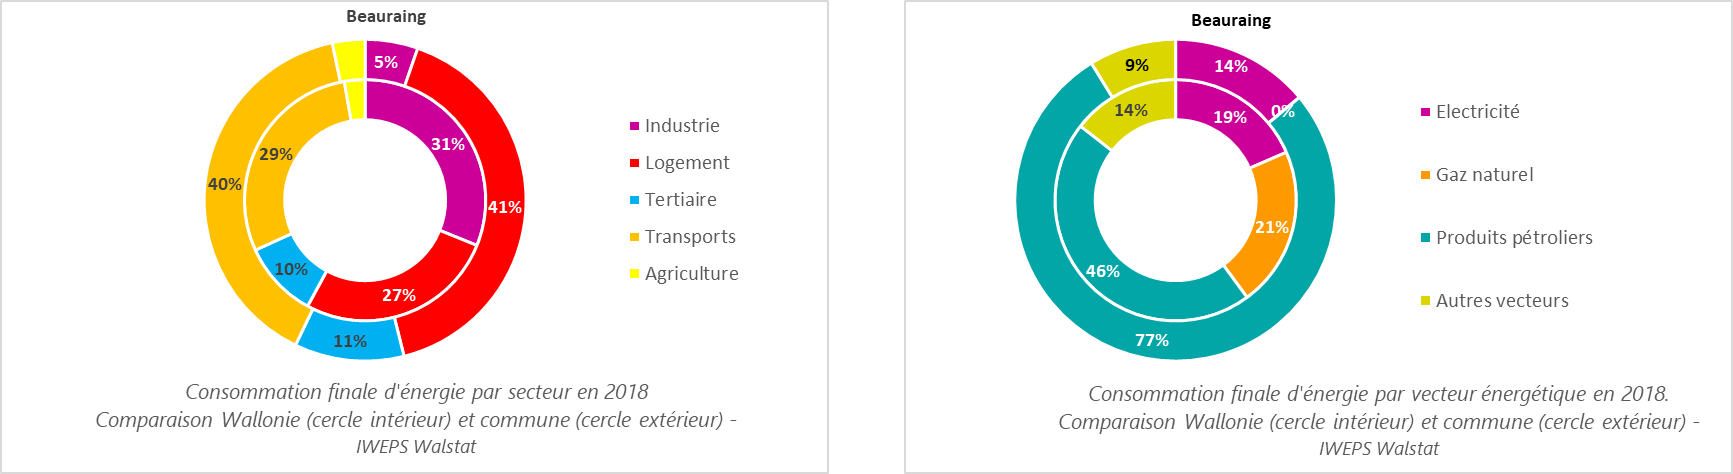 Beauraing
5%
31%
29%
40%
41%
10%
27%
11%
Industrie
Logement
Tertiaire
Transports
Agriculture
Consommation finale d'énergie par secteur en 2018
Comparaison Wallonie (cercle intérieur) et commune (cercle extérieur) -
IWEPS Walstat
Beauraing
9%
14%
14%
19%
0%
21%
46%
77%
Electricité
Gaz naturel
Produits pétroliers
Autres vecteurs
Consommation finale d'énergie par vecteur énergétique en 2018.
Comparaison Wallonie (cercle intérieur) et commune (cercle extérieur) -
IWEPS Walstat